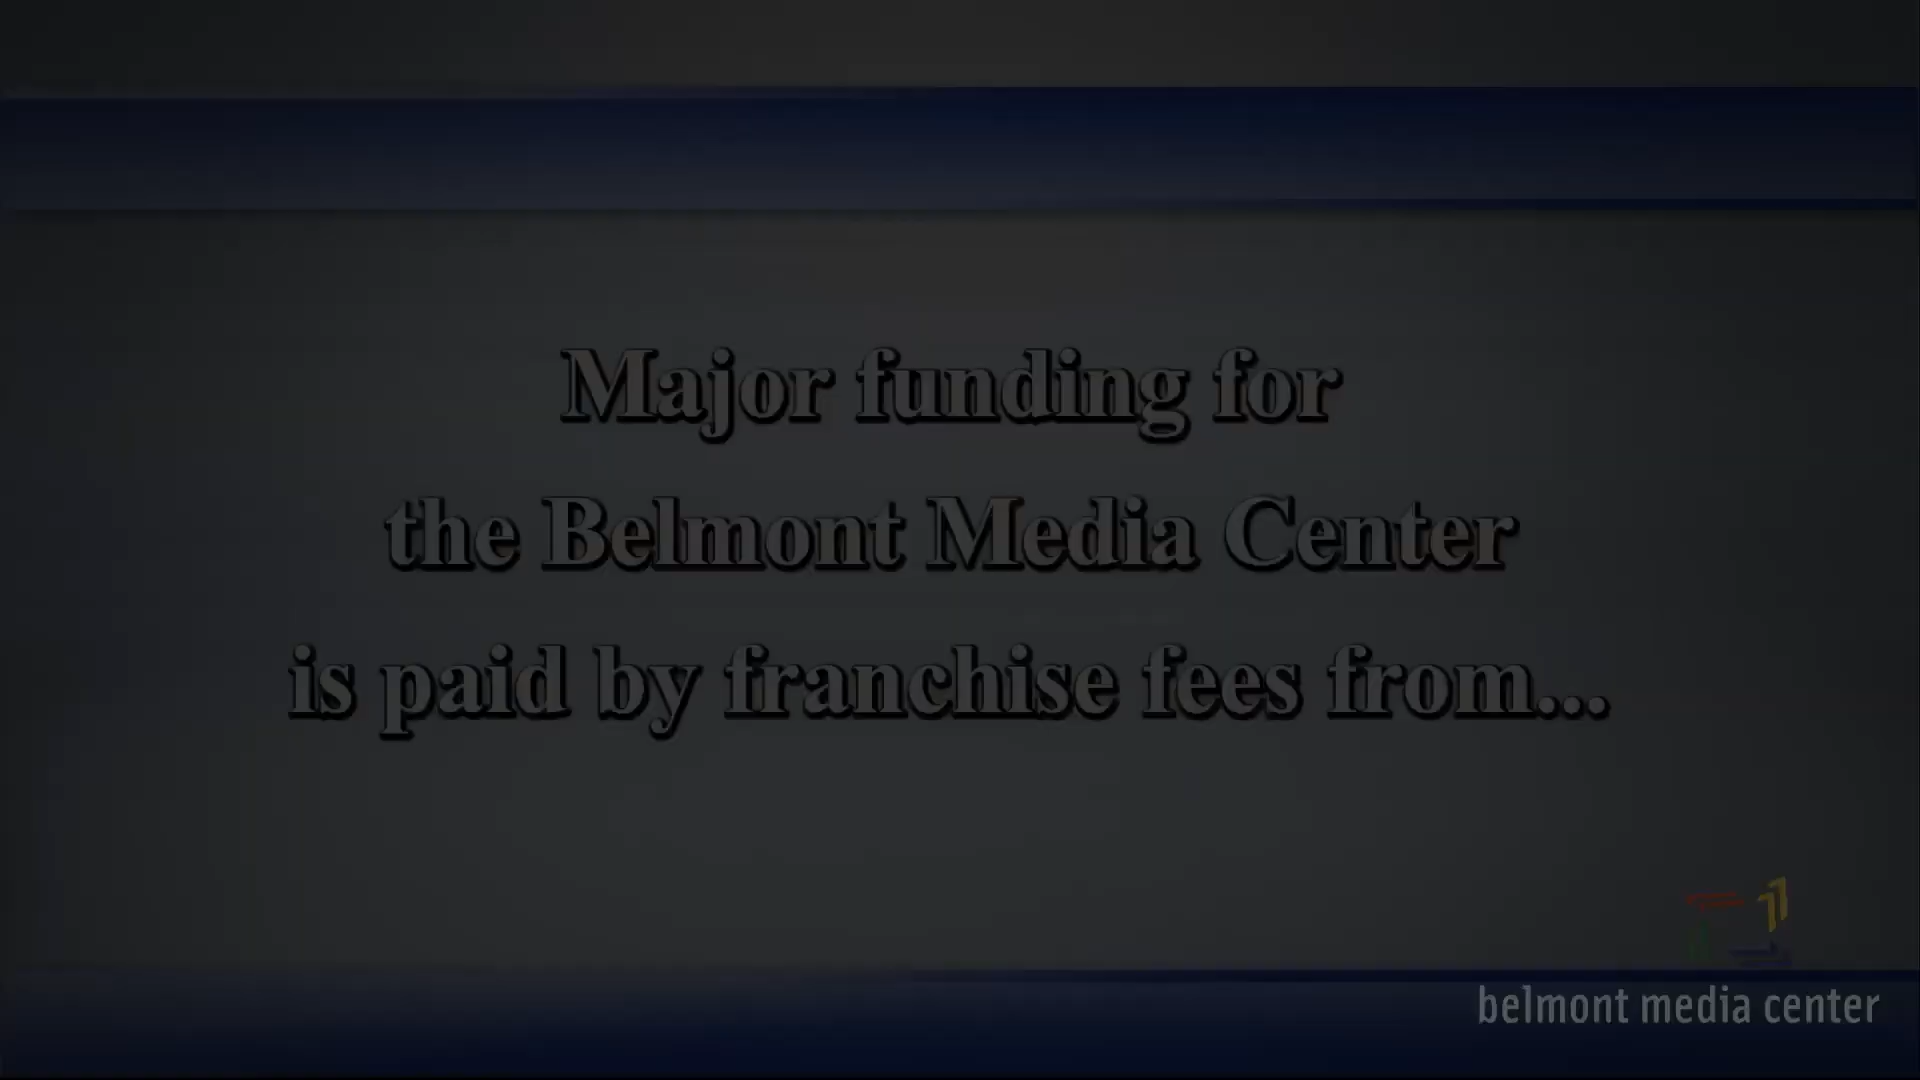 Major funding for
the Belmont Media Center
is paid by franchise fees from...
belmont media center